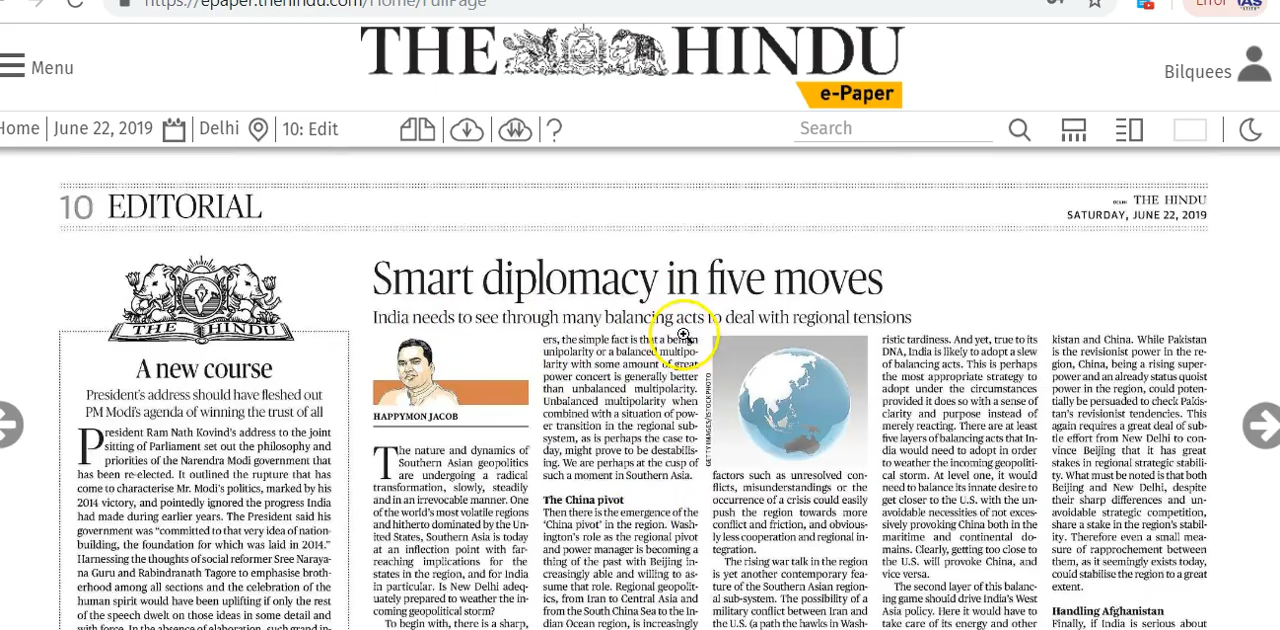 https://epaper.thehindu.com/Home/FullPage
Error
IAS
Menu
THE HINDU
e-Paper
Bilquees
Home
June 22, 2019
Delhi
10: Edit
?
Search
10 EDITORIAL
THE HINDU
SATURDAY, JUNE 22, 2019
THE HINDU
A new course
President's address should have fleshed out
PM Modi's agenda of winning the trust of all
President Ram Nath Kovind's address to the joint
sitting of Parliament set out the philosophy and
priorities of the Narendra Modi government that
has been re-elected. It outlined the rupture that has
come to characterise Mr. Modi's politics, marked by his
2014 victory, and pointedly ignored the progress India
had made during earlier years. The President said his
government was "committed to that very idea of nation-
building, the foundation for which was laid in 2014."
Harnessing the thoughts of social reformer Sree Naraya-
na Guru and Rabindranath Tagore to emphasise broth-
erhood among all sections and the celebration of the
human spirit would have been uplifting if only the rest
of the speech dwelt on those ideas in some detail and
with force. In the absence of elaboration, such grand in-
Smart diplomacy in five moves
India needs to see through many balancing acts to deal with regional tensions
HAPPYMON JACOB
The nature and dynamics of
Southern Asian geopolitics
are undergoing a radical
transformation, slowly, steadily
and in an irrevocable manner. One
of the world's most volatile regions
and hitherto dominated by the Un-
ited States, Southern Asia is today
at an inflection point with far-
reaching implications for the
states in the region, and for India
in particular. Is New Delhi adeq-
uately prepared to weather the in-
coming geopolitical storm?
To begin with, there is a sharp,
ers, the simple fact is that a benign
unipolarity or a balanced multipo-
larity with some amount of great
power concert is generally better
than unbalanced multipolarity.
Unbalanced multipolarity when
combined with a situation of pow-
er transition in the regional sub-
system, as is perhaps the case to-
day, might prove to be destabilis-
ing. We are perhaps at the cusp of
such a moment in Southern Asia.
The China pivot
Then there is the emergence of the
'China pivot' in the region. Wash-
ington's role as the regional pivot
and power manager is becoming a
thing of the past with Beijing in-
creasingly able and willing to as-
sume that role. Regional geopolit-
ics, from Iran to Central Asia and
from the South China Sea to the In-
dian Ocean region, is increasingly
GETTY IMAGES/ISTOCKPHOTO
factors such as unresolved con-
flicts, misunderstandings or the
occurrence of a crisis could easily
push the region towards more
conflict and friction, and obvious-
ly less cooperation and regional in-
tegration.
The rising war talk in the region
is yet another contemporary fea-
ture of the Southern Asian region-
al sub-system. The possibility of a
military conflict between Iran and
the U.S. (a path the hawks in Wash-
ristic tardiness. And yet, true to its
DNA, India is likely to adopt a slew
of balancing acts. This is perhaps
the most appropriate strategy to
adopt under the circumstances
provided it does so with a sense of
clarity and purpose instead of
merely reacting. There are at least
five layers of balancing acts that In-
dia would need to adopt in order
to weather the incoming geopoliti-
cal storm. At level one, it would
need to balance its innate desire to
get closer to the U.S. with the un-
avoidable necessities of not exces-
sively provoking China both in the
maritime and continental do-
mains. Clearly, getting too close to
the U.S. will provoke China, and
vice versa.
The second layer of this balanc-
ing game should drive India's West
Asia policy. Here it would have to
take care of its energy and other
kistan and China. While Pakistan
is the revisionist power in the re-
gion, China, being a rising super-
power and an already status quoist
power in the region, could poten-
tially be persuaded to check Pakis-
tan's revisionist tendencies. This
again requires a great deal of sub-
tle effort from New Delhi to con-
vince Beijing that it has great
stakes in regional strategic stabili-
ty. What must be noted is that both
Beijing and New Delhi, despite
their sharp differences and un-
avoidable strategic competition,
share a stake in the region's stabil-
ity. Therefore even a small mea-
sure of rapprochement between
them, as it seemingly exists today,
could stabilise the region to a great
extent.
Handling Afghanistan
Finally, if India is serious about